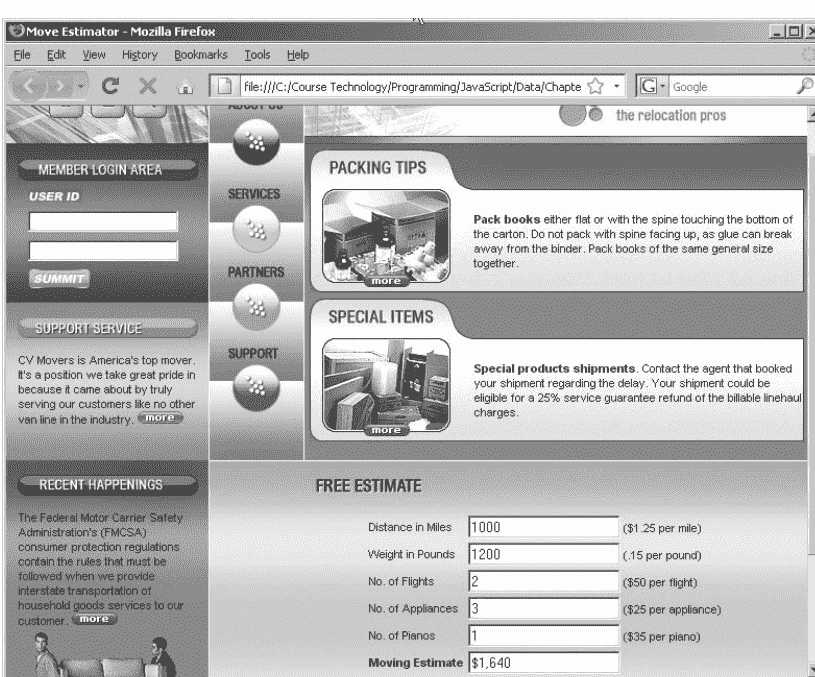 Move Estimator - Mozilla Firefox
File Edit View History Bookmarks Tools Help
file:///C:/Course Technology/Programming/JavaScript/Data/Chapte
G
Google
ABOUT US
the relocation pros
MEMBER LOGIN AREA
USER ID
SUMMIT
SUPPORT SERVICE
CV Movers is America's top mover.
It's a position we take great pride in
because it came about by truly
serving our customers like no other
van line in the industry. more
RECENT HAPPENINGS
The Federal Motor Carrier Safety
Administration's (FMCSA)
consumer protection regulations
contain the rules that must be
followed when we provide
interstate transportation of
household goods services to our
customer. more
SERVICES
PARTNERS
SUPPORT
PACKING TIPS
more
Pack books either flat or with the spine touching the bottom of
the carton. Do not pack with spine facing up, as glue can break
away from the binder. Pack books of the same general size
together.
SPECIAL ITEMS
more
Special products shipments. Contact the agent that booked
your shipment regarding the delay. Your shipment could be
eligible for a 25% service guarantee refund of the billable linehaul
charges.
FREE ESTIMATE
Distance in Miles 1000 ($1.25 per mile)
Weight in Pounds 1200 (.15 per pound)
No. of Flights 2 ($50 per flight)
No. of Appliances 3 ($25 per appliance)
No. of Pianos 1 ($35 per piano)
Moving Estimate $1,640